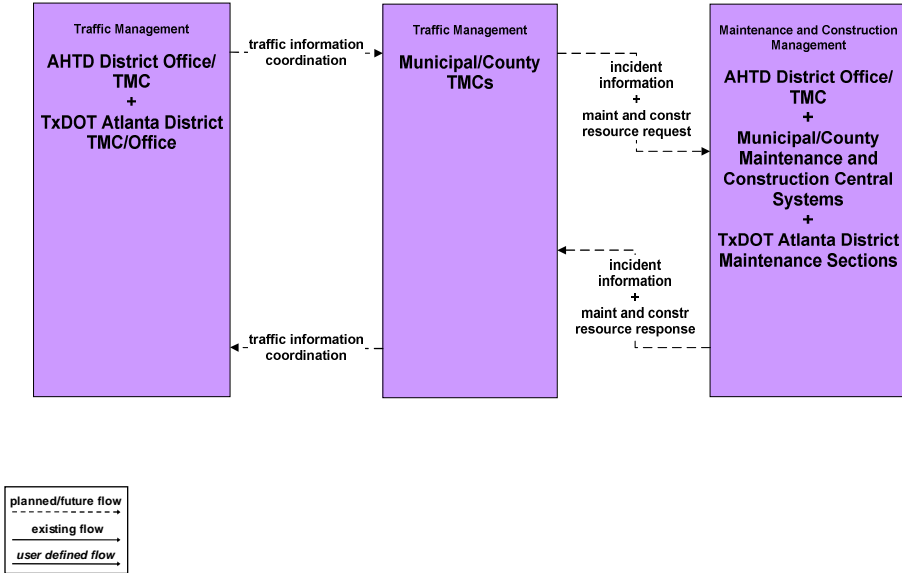 Traffic Management
AHTD District Office/
TMC
+
TxDOT Atlanta District
TMC/Office
traffic information
coordination
traffic information
coordination
Traffic Management
Municipal/County
TMCs
incident
information
+
maint and constr
resource request
incident
information
+
maint and constr
resource response
Maintenance and Construction
Management
AHTD District Office/
TMC
+
Municipal/County
Maintenance and
Construction Central
Systems
+
TxDOT Atlanta District
Maintenance Sections
planned/future flow
existing flow
user defined flow